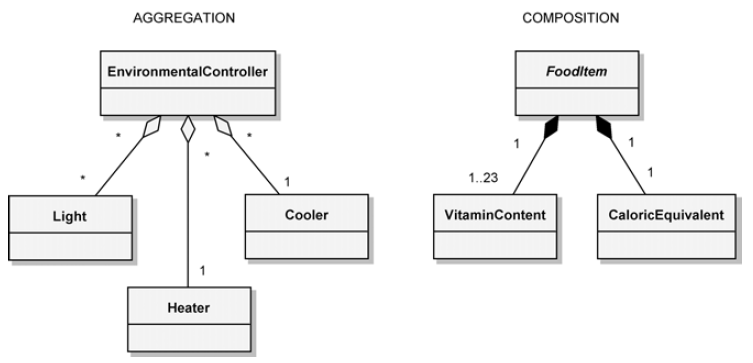 AGGREGATION
COMPOSITION
EnvironmentalController
FoodItem
* * *
1 1
* 1 1..23 1
Light
Cooler
VitaminContent
CaloricEquivalent
1
Heater